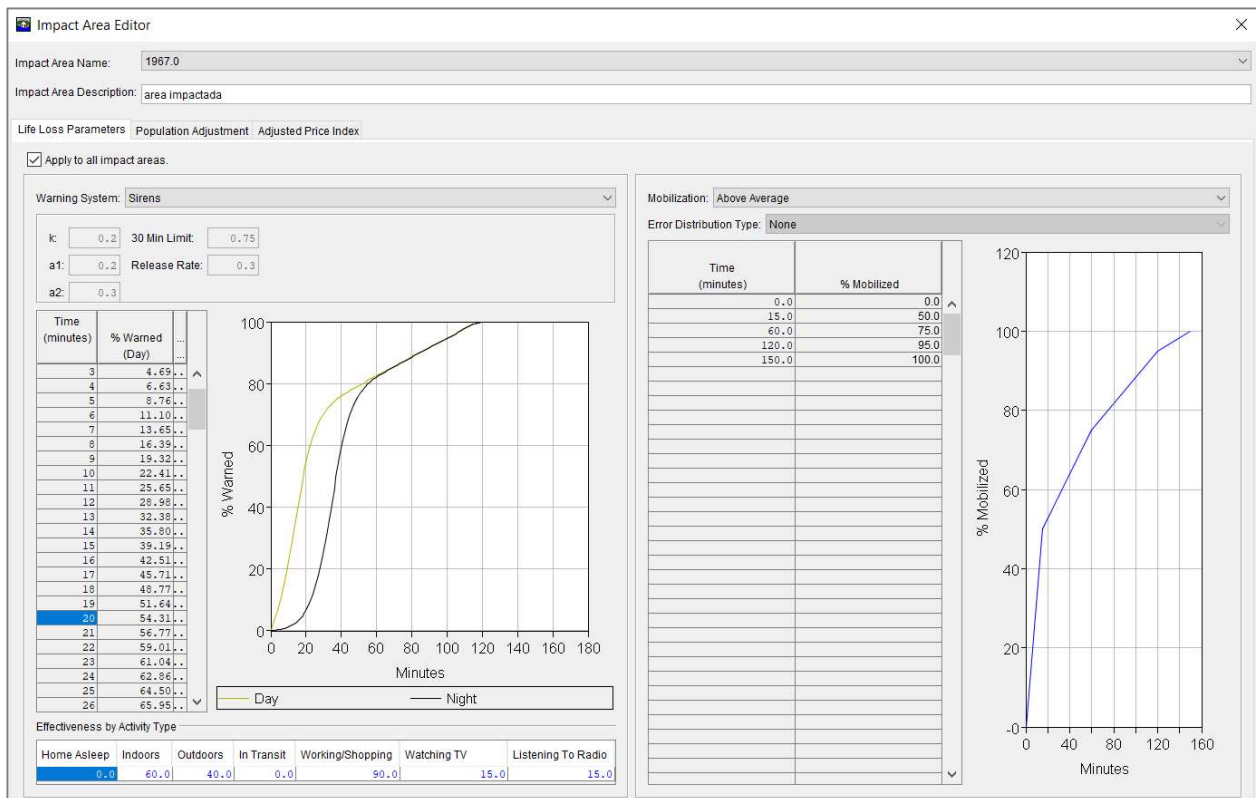 Impact Area Editor
Impact Area Name: 1967.0
Impact Area Description: area impactada
Life Loss Parameters Population Adjustment Adjusted Price Index
Apply to all impact areas.
Warning System: Sirens
k: 0.2 30 Min Limit: 0.75
a1: 0.2 Release Rate: 0.3
a2: 0.3
Time (minutes) % Warned (Day) ... ...
3 4.69..
4 6.63..
5 8.76..
6 11.10..
7 13.65..
8 16.39..
9 19.32..
10 22.41..
11 25.65..
12 28.98..
13 32.38..
14 35.80..
15 39.19..
16 42.51..
17 45.71..
18 48.77..
19 51.64..
20 54.31..
21 56.77..
22 59.01..
23 61.04..
24 62.86..
25 64.50..
26 65.95..
% Warned
100
80
60
40
20
0
0 20 40 60 80 100 120 140 160 180
Minutes
Day Night
Effectiveness by Activity Type
Home Asleep Indoors Outdoors In Transit Working/Shopping Watching TV Listening To Radio
0.0 60.0 40.0 0.0 90.0 15.0 15.0
Mobilization: Above Average
Error Distribution Type: None
Time (minutes) % Mobilized
0.0 0.0
15.0 50.0
60.0 75.0
120.0 95.0
150.0 100.0
% Mobilized
120
100
80
60
40
20
-0
0 40 80 120 160
Minutes